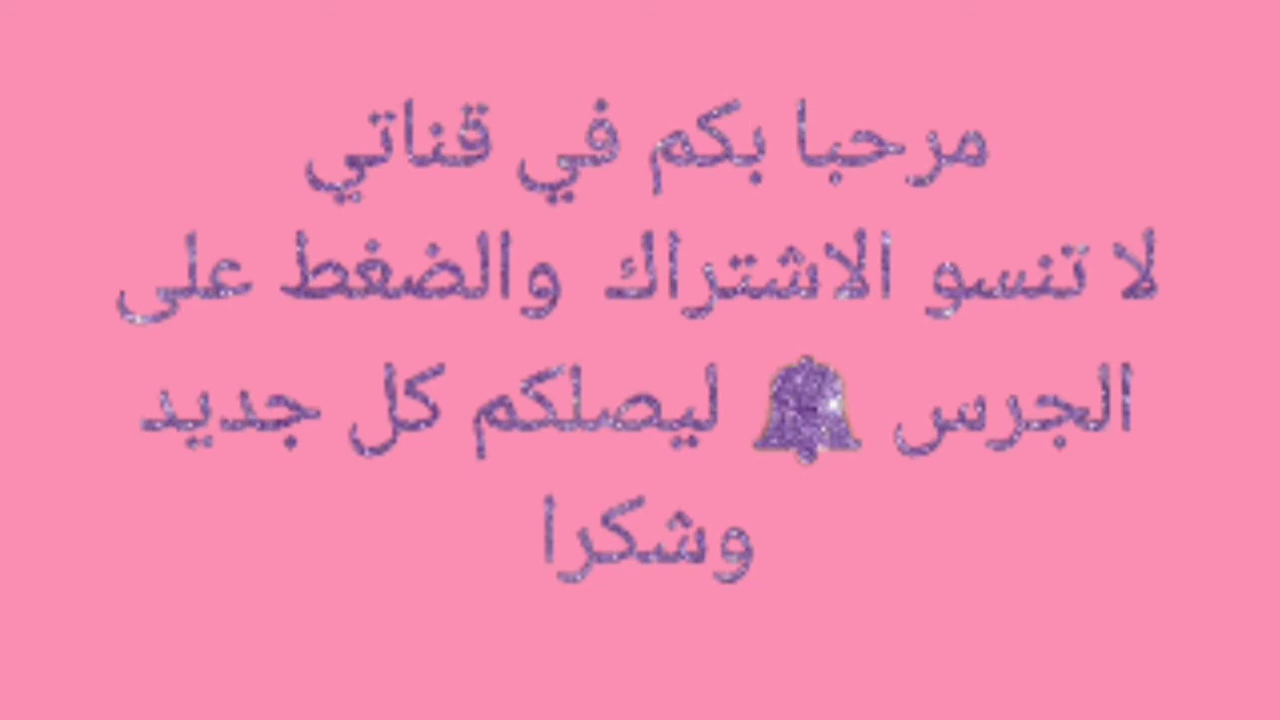 مرحبا بكم في قناتي
لا تنسو الاشتراك والضغط على
الجرس 🔔 ليصلكم كل جديد
وشكرا